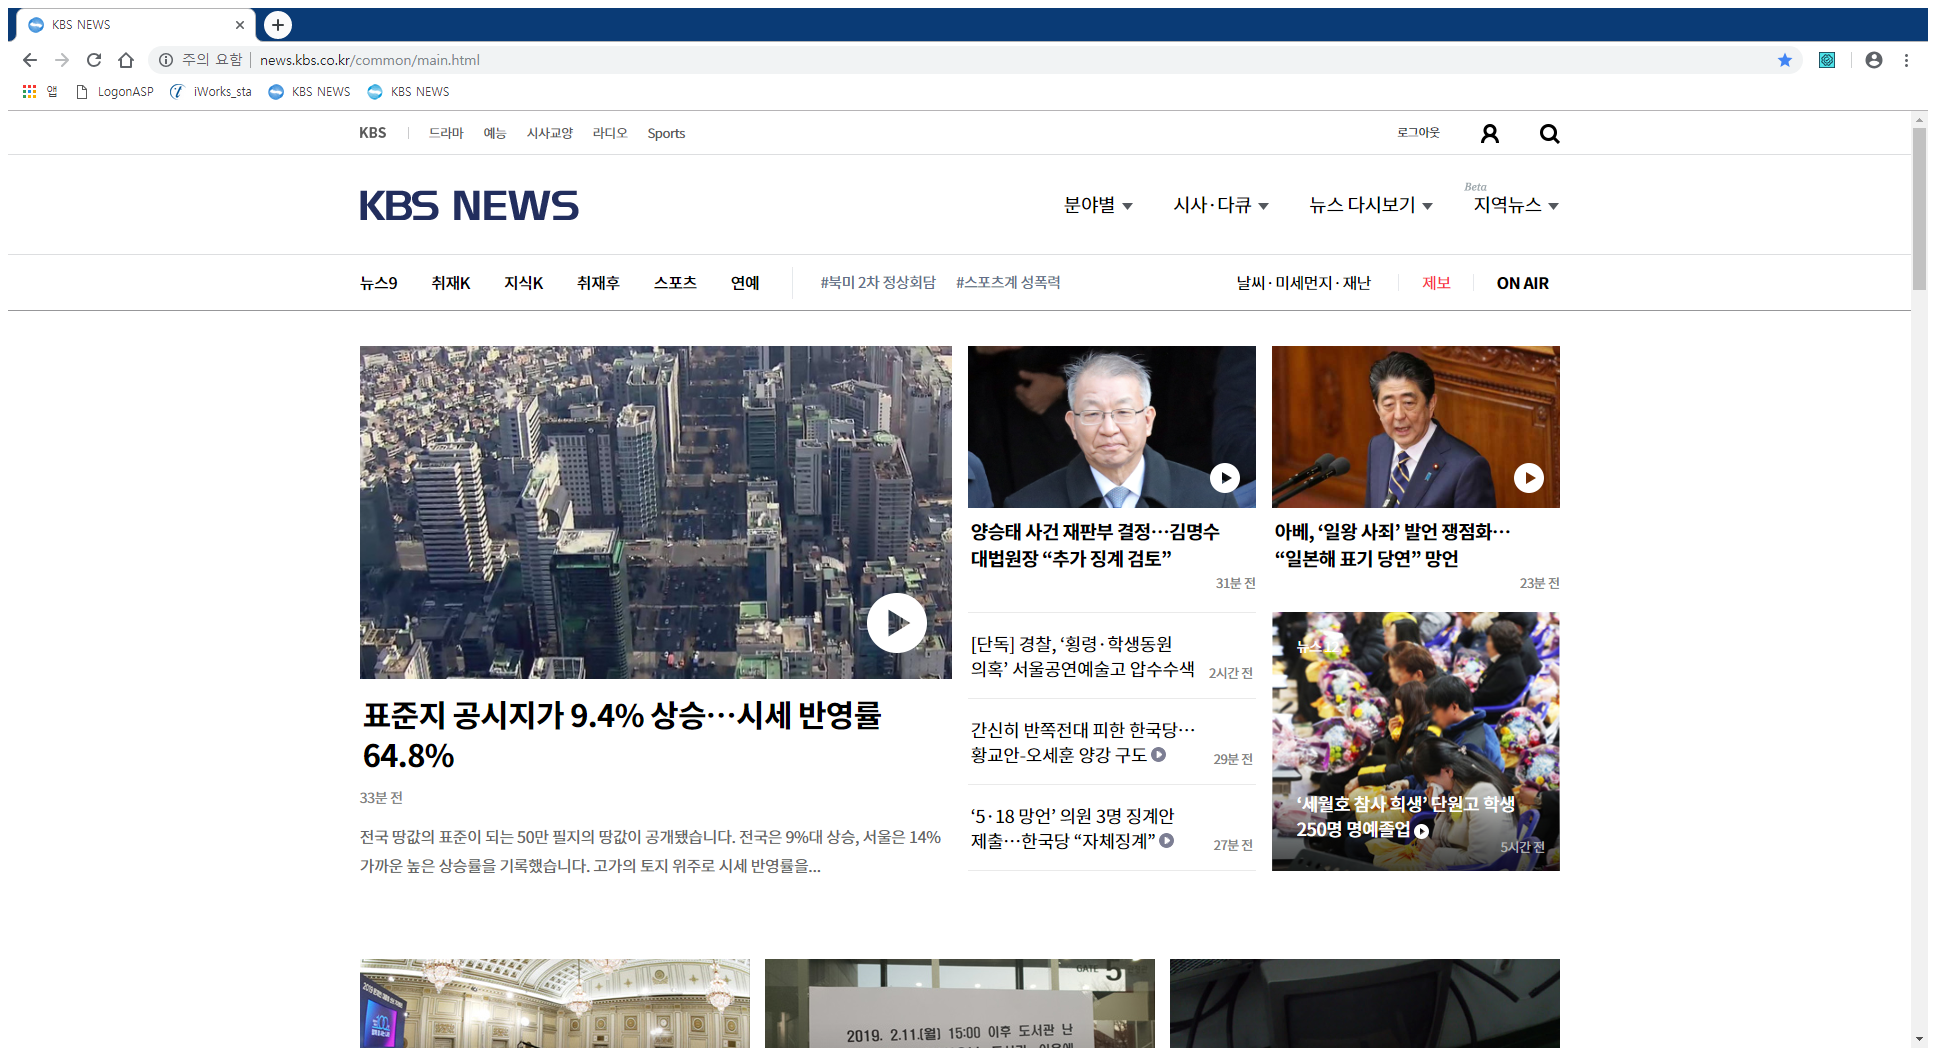 KBS NEWS
주의 요함 news.kbs.co.kr/common/main.html
앱 LogonASP iWorks_sta KBS NEWS KBS NEWS
KBS 드라마 예능 시사교양 라디오 Sports 로그아웃
KBS NEWS
Beta
분야별 시사·다큐 뉴스 다시보기 지역뉴스
뉴스9 취재K 지식K 취재후 스포츠 연예 #북미 2차 정상회담 #스포츠계 성폭력 날씨·미세먼지·재난 제보 ON AIR
표준지 공시지가 9.4% 상승…시세 반영률
64.8%
33분 전
전국 땅값의 표준이 되는 50만 필지의 땅값이 공개됐습니다. 전국은 9%대 상승, 서울은 14%
가까운 높은 상승률을 기록했습니다. 고가의 토지 위주로 시세 반영률을...
양승태 사건 재판부 결정…김명수
대법원장 “추가 징계 검토”
31분 전
아베, ‘일왕 사죄’ 발언 쟁점화…
“일본해 표기 당연” 망언
23분 전
[단독] 경찰, ‘횡령·학생동원
의혹’ 서울공연예술고 압수수색
2시간 전
간신히 반쪽전대 피한 한국당…
황교안-오세훈 양강 구도
29분 전
‘5·18 망언’ 의원 3명 징계안
제출…한국당 “자체징계”
27분 전
뉴스12
‘세월호 참사 희생’ 단원고 학생
250명 명예졸업
5시간 전
GATE 5
2019. 2.11.(월) 15:00 이후 도서관 난